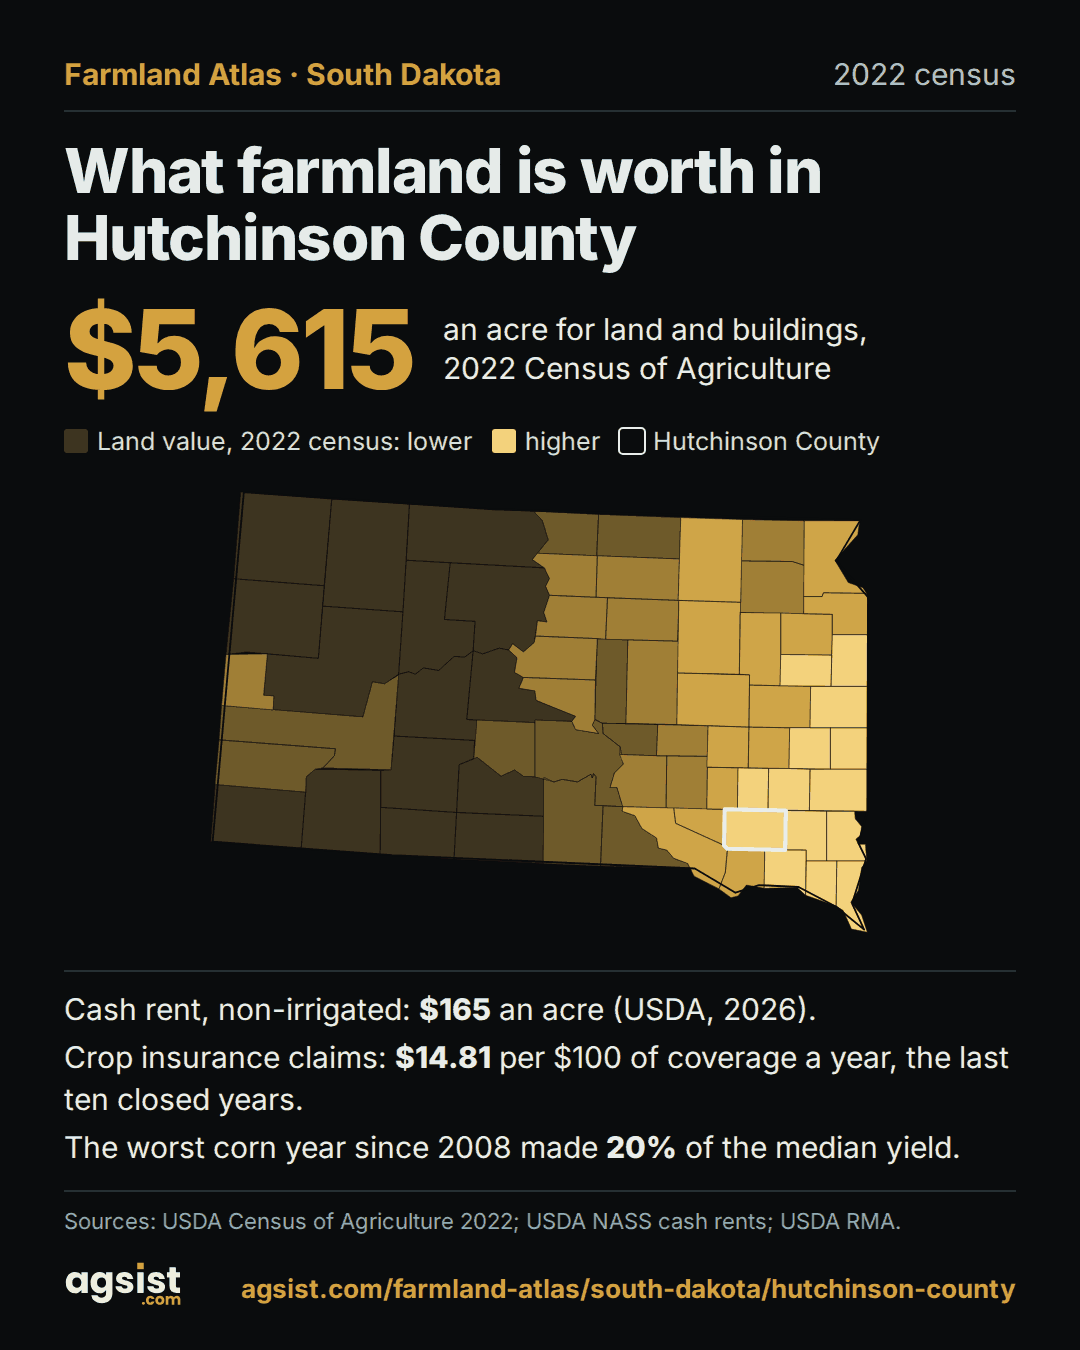 Farmland Atlas · South Dakota
2022 census
What farmland is worth in
Hutchinson County
$5,615
an acre for land and buildings,
2022 Census of Agriculture
Land value, 2022 census: lower
higher
Hutchinson County
Cash rent, non-irrigated: $165 an acre (USDA, 2026).
Crop insurance claims: $14.81 per $100 of coverage a year, the last
ten closed years.
The worst corn year since 2008 made 20% of the median yield.
Sources: USDA Census of Agriculture 2022; USDA NASS cash rents; USDA RMA.
agsist
.com
agsist.com/farmland-atlas/south-dakota/hutchinson-county